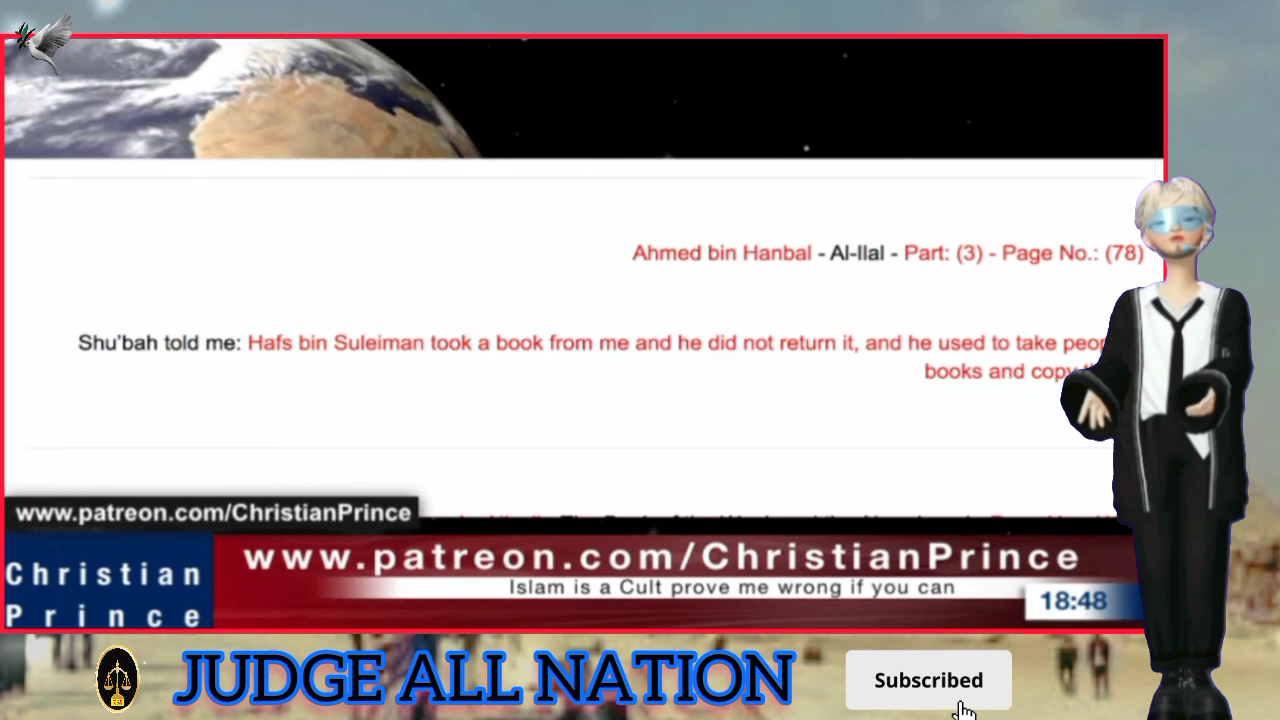 Ahmed bin Hanbal - Al-Ilal - Part: (3) - Page No.: (78)
Shu'bah told me: Hafs bin Suleiman took a book from me and he did not return it, and he used to take
books and copy
www.patreon.com/ChristianPrince
Christian
Prince
www.patreon.com/ChristianPrince
Islam is a Cult prove me wrong if you can
18:48
JUDGE ALL NATION
Subscribed